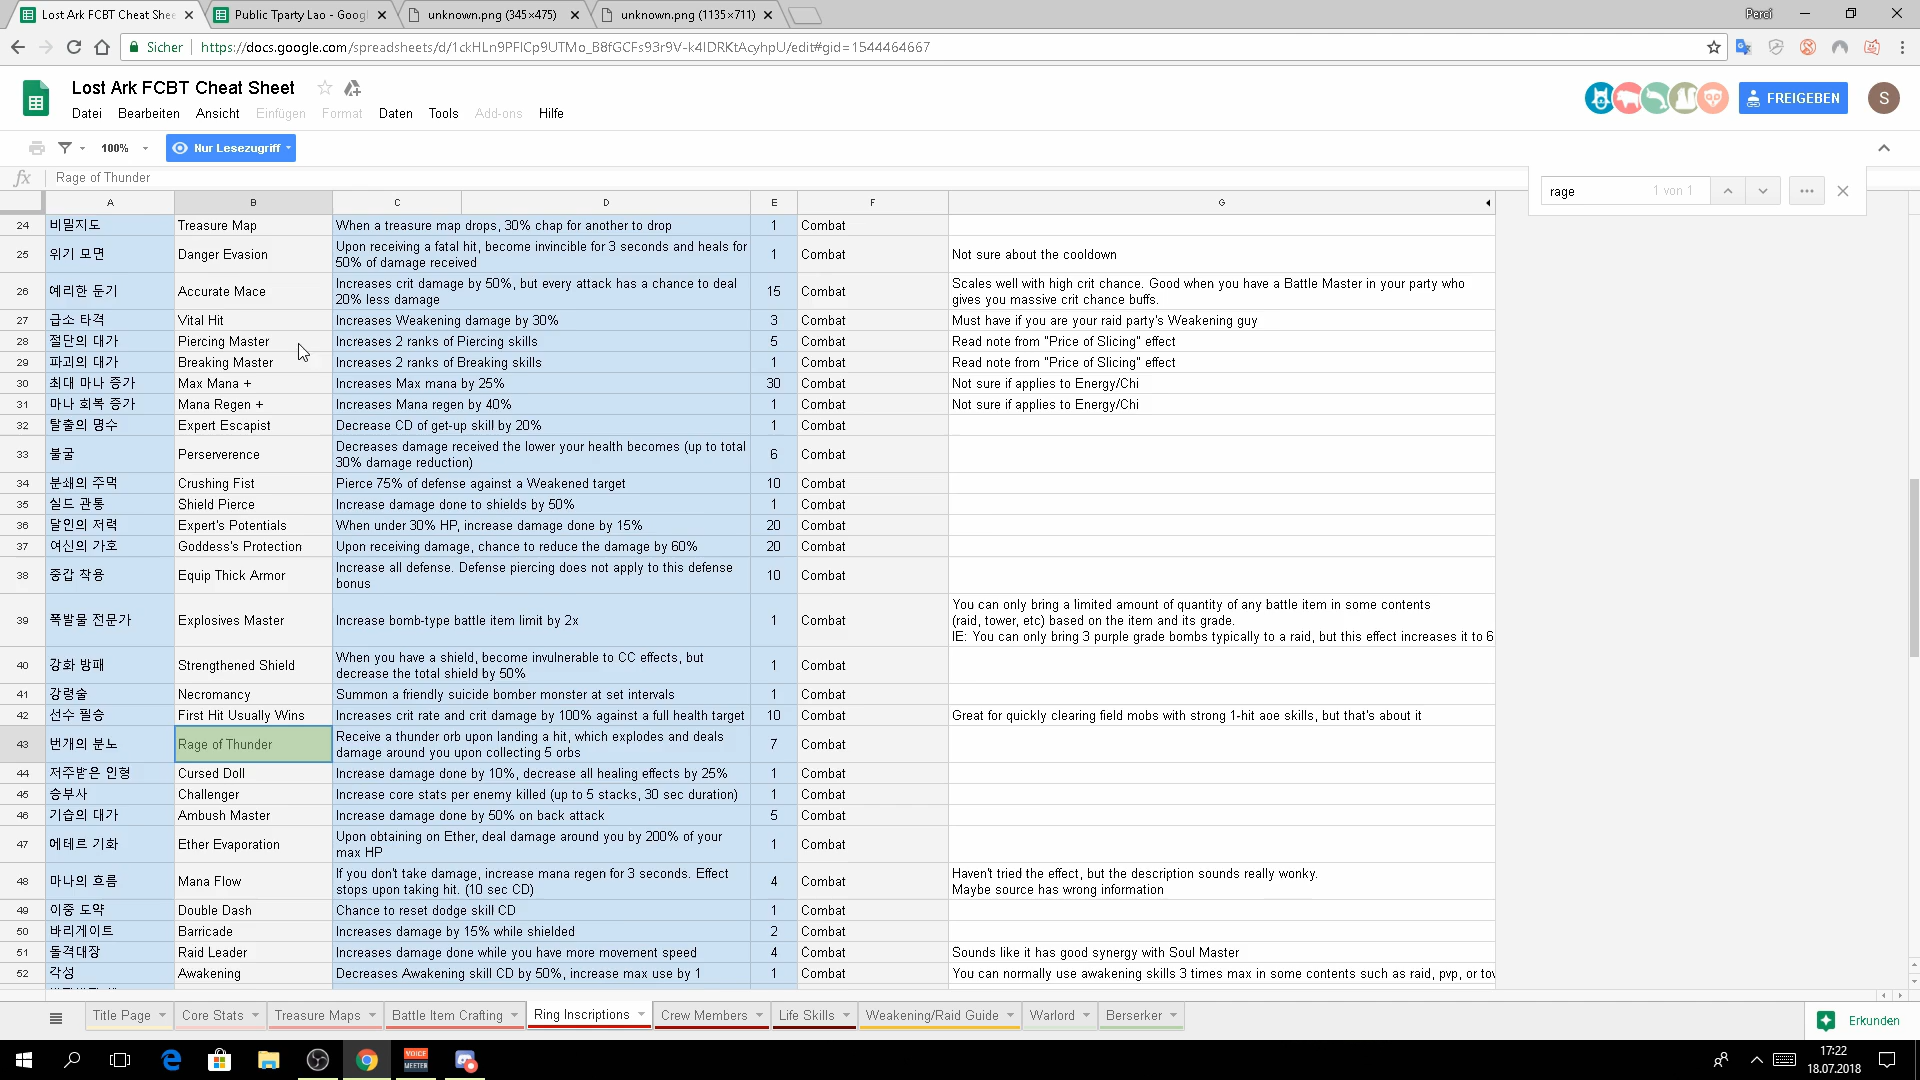 Lost Ark FCBT Cheat Shee
Public Tparty Lao - Googl
unknown.png (345×475)
unknown.png (1135×711)
Perci
Sicher
https://docs.google.com/spreadsheets/d/1ckHLn9PFlCp9UTMo_B8fGCFs93r9V-k4IDRKtAcyhpU/edit#gid=1544464667
Lost Ark FCBT Cheat Sheet
Datei Bearbeiten Ansicht Einfügen Format Daten Tools Add-ons Hilfe
FREIGEBEN
S
100%
Nur Lesezugriff
fx Rage of Thunder
rage 1 von 1
A B C D E F G
24 비밀지도 Treasure Map When a treasure map drops, 30% chap for another to drop 1 Combat
25 위기 모면 Danger Evasion Upon receiving a fatal hit, become invincible for 3 seconds and heals for 50% of damage received 1 Combat Not sure about the cooldown
26 예리한 둔기 Accurate Mace Increases crit damage by 50%, but every attack has a chance to deal 20% less damage 15 Combat Scales well with high crit chance. Good when you have a Battle Master in your party who gives you massive crit chance buffs.
27 급소 타격 Vital Hit Increases Weakening damage by 30% 3 Combat Must have if you are your raid party's Weakening guy
28 절단의 대가 Piercing Master Increases 2 ranks of Piercing skills 5 Combat Read note from "Price of Slicing" effect
29 파괴의 대가 Breaking Master Increases 2 ranks of Breaking skills 1 Combat Read note from "Price of Slicing" effect
30 최대 마나 증가 Max Mana + Increases Max mana by 25% 30 Combat Not sure if applies to Energy/Chi
31 마나 회복 증가 Mana Regen + Increases Mana regen by 40% 1 Combat Not sure if applies to Energy/Chi
32 탈출의 명수 Expert Escapist Decrease CD of get-up skill by 20% 1 Combat
33 불굴 Perserverence Decreases damage received the lower your health becomes (up to total 30% damage reduction) 6 Combat
34 분쇄의 주먹 Crushing Fist Pierce 75% of defense against a Weakened target 10 Combat
35 실드 관통 Shield Pierce Increase damage done to shields by 50% 1 Combat
36 달인의 저력 Expert's Potentials When under 30% HP, increase damage done by 15% 20 Combat
37 여신의 가호 Goddess's Protection Upon receiving damage, chance to reduce the damage by 60% 20 Combat
38 중갑 착용 Equip Thick Armor Increase all defense. Defense piercing does not apply to this defense bonus 10 Combat
39 폭발물 전문가 Explosives Master Increase bomb-type battle item limit by 2x 1 Combat You can only bring a limited amount of quantity of any battle item in some contents (raid, tower, etc) based on the item and its grade.
IE: You can only bring 3 purple grade bombs typically to a raid, but this effect increases it to 6
40 강화 방패 Strengthened Shield When you have a shield, become invulnerable to CC effects, but decrease the total shield by 50% 1 Combat
41 강령술 Necromancy Summon a friendly suicide bomber monster at set intervals 1 Combat
42 선수 필승 First Hit Usually Wins Increases crit rate and crit damage by 100% against a full health target 10 Combat Great for quickly clearing field mobs with strong 1-hit aoe skills, but that's about it
43 번개의 분노 Rage of Thunder Receive a thunder orb upon landing a hit, which explodes and deals damage around you upon collecting 5 orbs 7 Combat
44 저주받은 인형 Cursed Doll Increase damage done by 10%, decrease all healing effects by 25% 1 Combat
45 승부사 Challenger Increase core stats per enemy killed (up to 5 stacks, 30 sec duration) 1 Combat
46 기습의 대가 Ambush Master Increase damage done by 50% on back attack 5 Combat
47 에테르 기화 Ether Evaporation Upon obtaining on Ether, deal damage around you by 200% of your max HP 1 Combat
48 마나의 흐름 Mana Flow If you don't take damage, increase mana regen for 3 seconds. Effect stops upon taking hit. (10 sec CD) 4 Combat Haven't tried the effect, but the description sounds really wonky. Maybe source has wrong information
49 이중 도약 Double Dash Chance to reset dodge skill CD 1 Combat
50 바리게이트 Barricade Increases damage by 15% while shielded 2 Combat
51 돌격대장 Raid Leader Increases damage done while you have more movement speed 4 Combat Sounds like it has good synergy with Soul Master
52 각성 Awakening Decreases Awakening skill CD by 50%, increase max use by 1 1 Combat You can normally use awakening skills 3 times max in some contents such as raid, pvp, or tow
Title Page Core Stats Treasure Maps Battle Item Crafting Ring Inscriptions Crew Members Life Skills Weakening/Raid Guide Warlord Berserker
Erkunden
VOICE
MEETER
17:22
18.07.2018